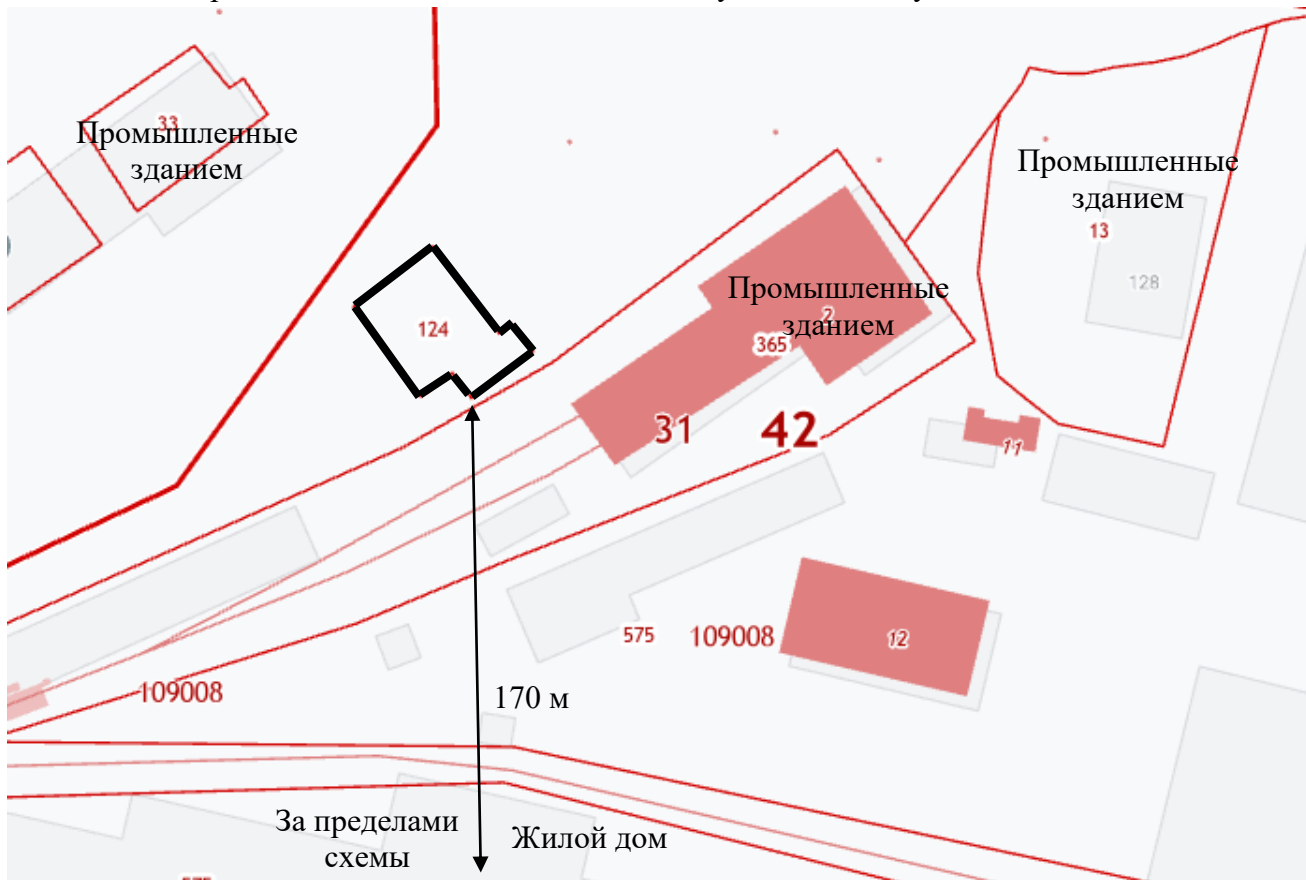 33
Промышленные
зданием
Промышленные
зданием
13
128
124
Промышленные
зданием
2
365
31
42
11
575
109008
12
109008
170 м
За пределами
схемы
Жилой дом